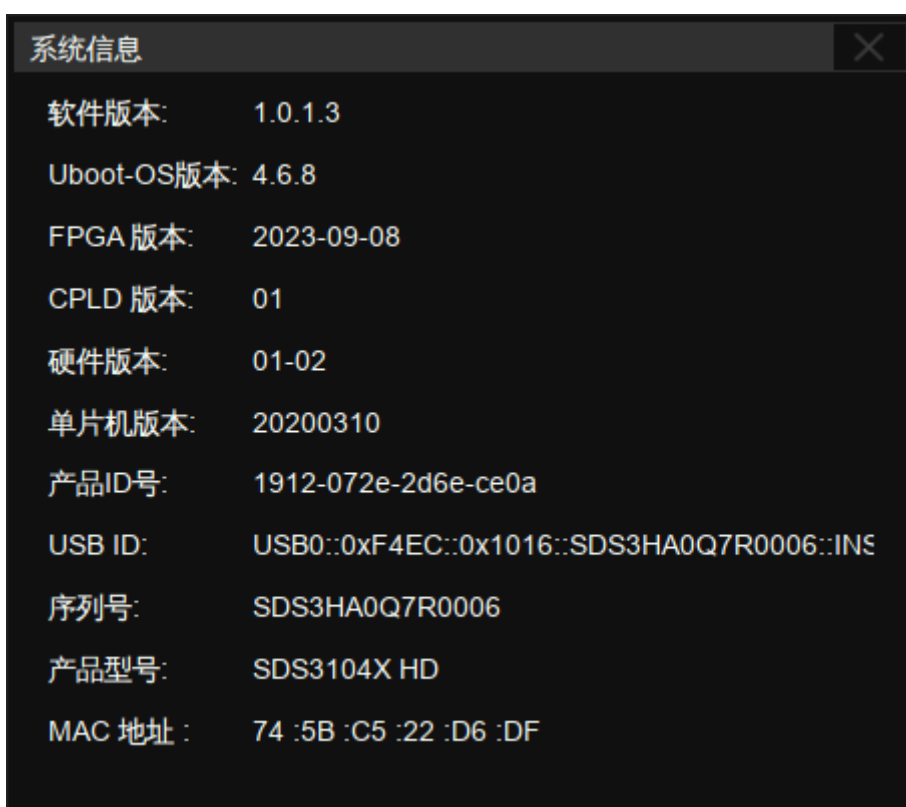 系统信息
软件版本: 1.0.1.3
Uboot-OS版本: 4.6.8
FPGA 版本: 2023-09-08
CPLD 版本: 01
硬件版本: 01-02
单片机版本: 20200310
产品ID号: 1912-072e-2d6e-ce0a
USB ID: USB0::0xF4EC::0x1016::SDS3HA0Q7R0006::INS
序列号: SDS3HA0Q7R0006
产品型号: SDS3104X HD
MAC 地址 : 74 :5B :C5 :22 :D6 :DF